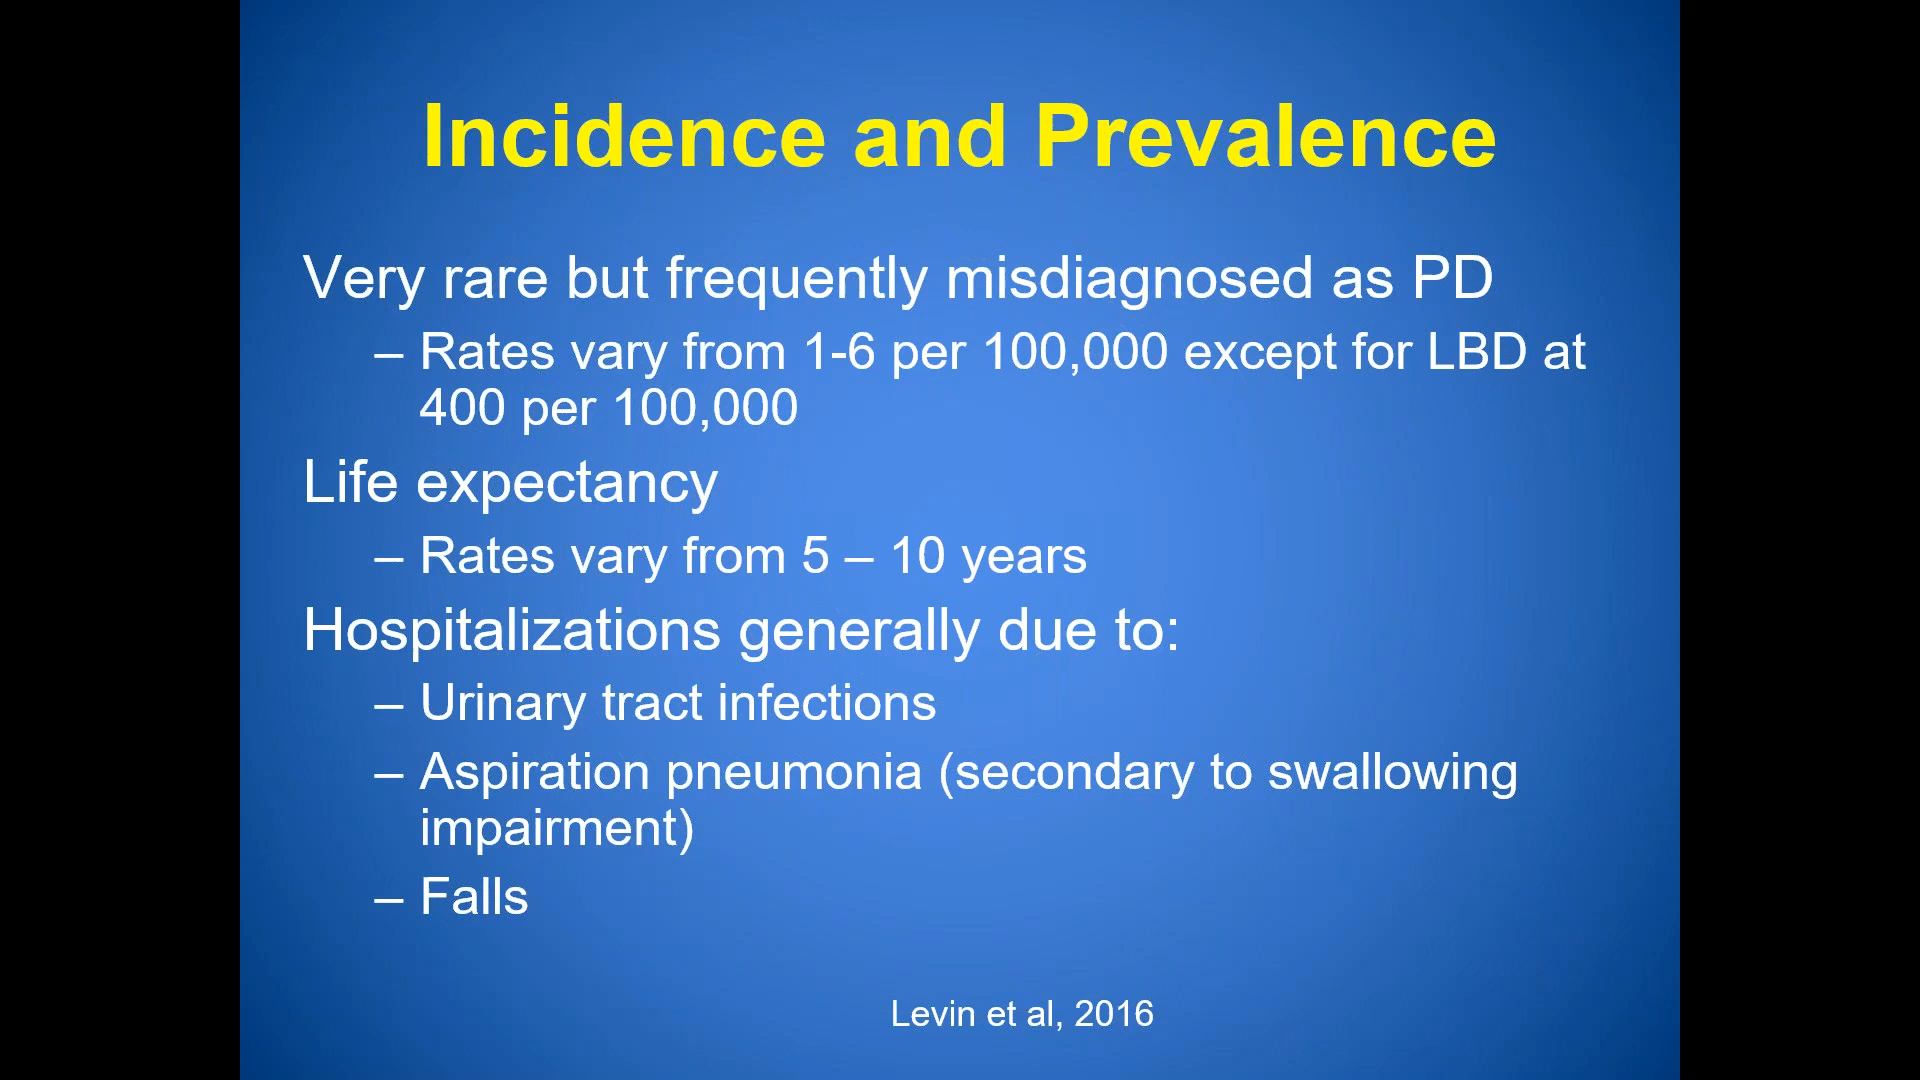 Incidence and Prevalence
Very rare but frequently misdiagnosed as PD
– Rates vary from 1-6 per 100,000 except for LBD at
400 per 100,000
Life expectancy
– Rates vary from 5 – 10 years
Hospitalizations generally due to:
– Urinary tract infections
– Aspiration pneumonia (secondary to swallowing
impairment)
– Falls
Levin et al, 2016